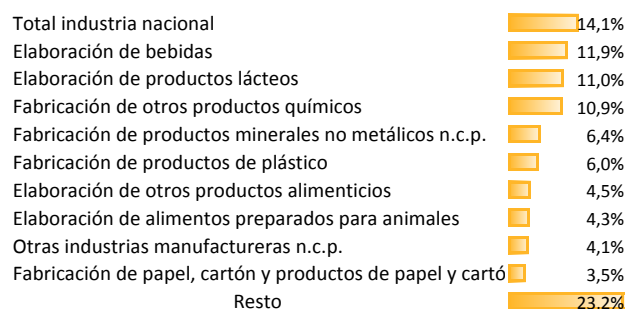 Total industria nacional 14,1%
Elaboración de bebidas 11,9%
Elaboración de productos lácteos 11,0%
Fabricación de otros productos químicos 10,9%
Fabricación de productos minerales no metálicos n.c.p. 6,4%
Fabricación de productos de plástico 6,0%
Elaboración de otros productos alimenticios 4,5%
Elaboración de alimentos preparados para animales 4,3%
Otras industrias manufactureras n.c.p. 4,1%
Fabricación de papel, cartón y productos de papel y cartó 3,5%
Resto 23,2%